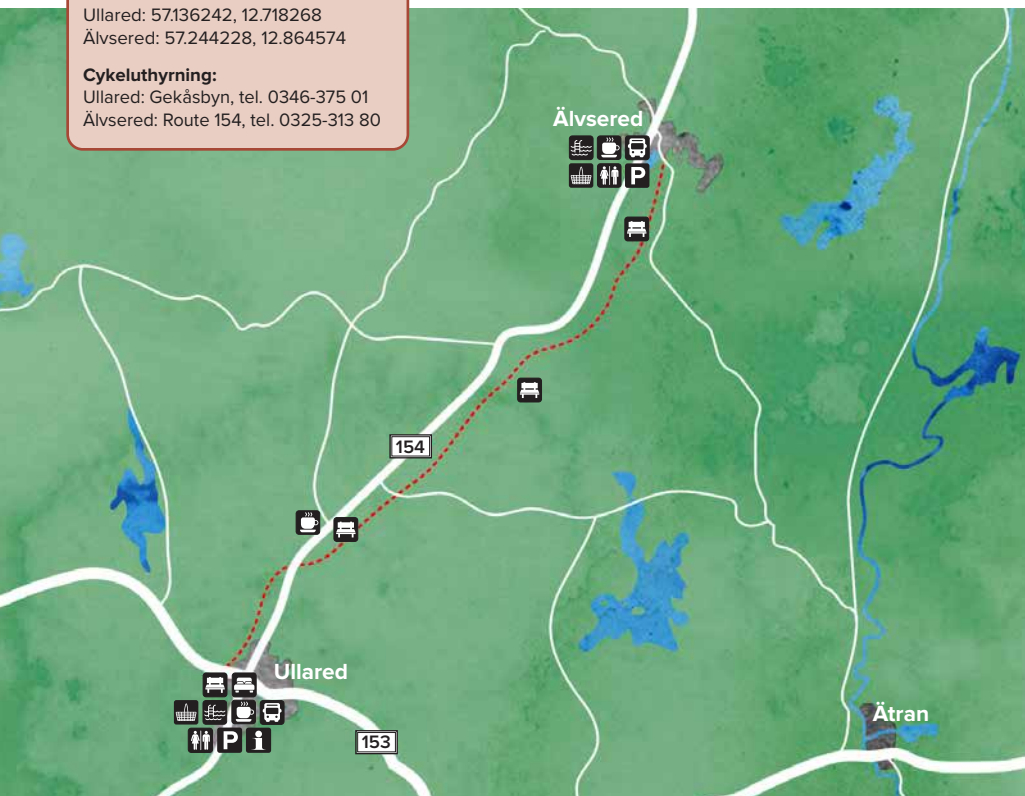 Ullared: 57.136242, 12.718268
Älvsered: 57.244228, 12.864574
Cykeluthyrning:
Ullared: Gekåsbyn, tel. 0346-375 01
Älvsered: Route 154, tel. 0325-313 80
Älvsered
P
154
Ullared
P i
153
Ätran